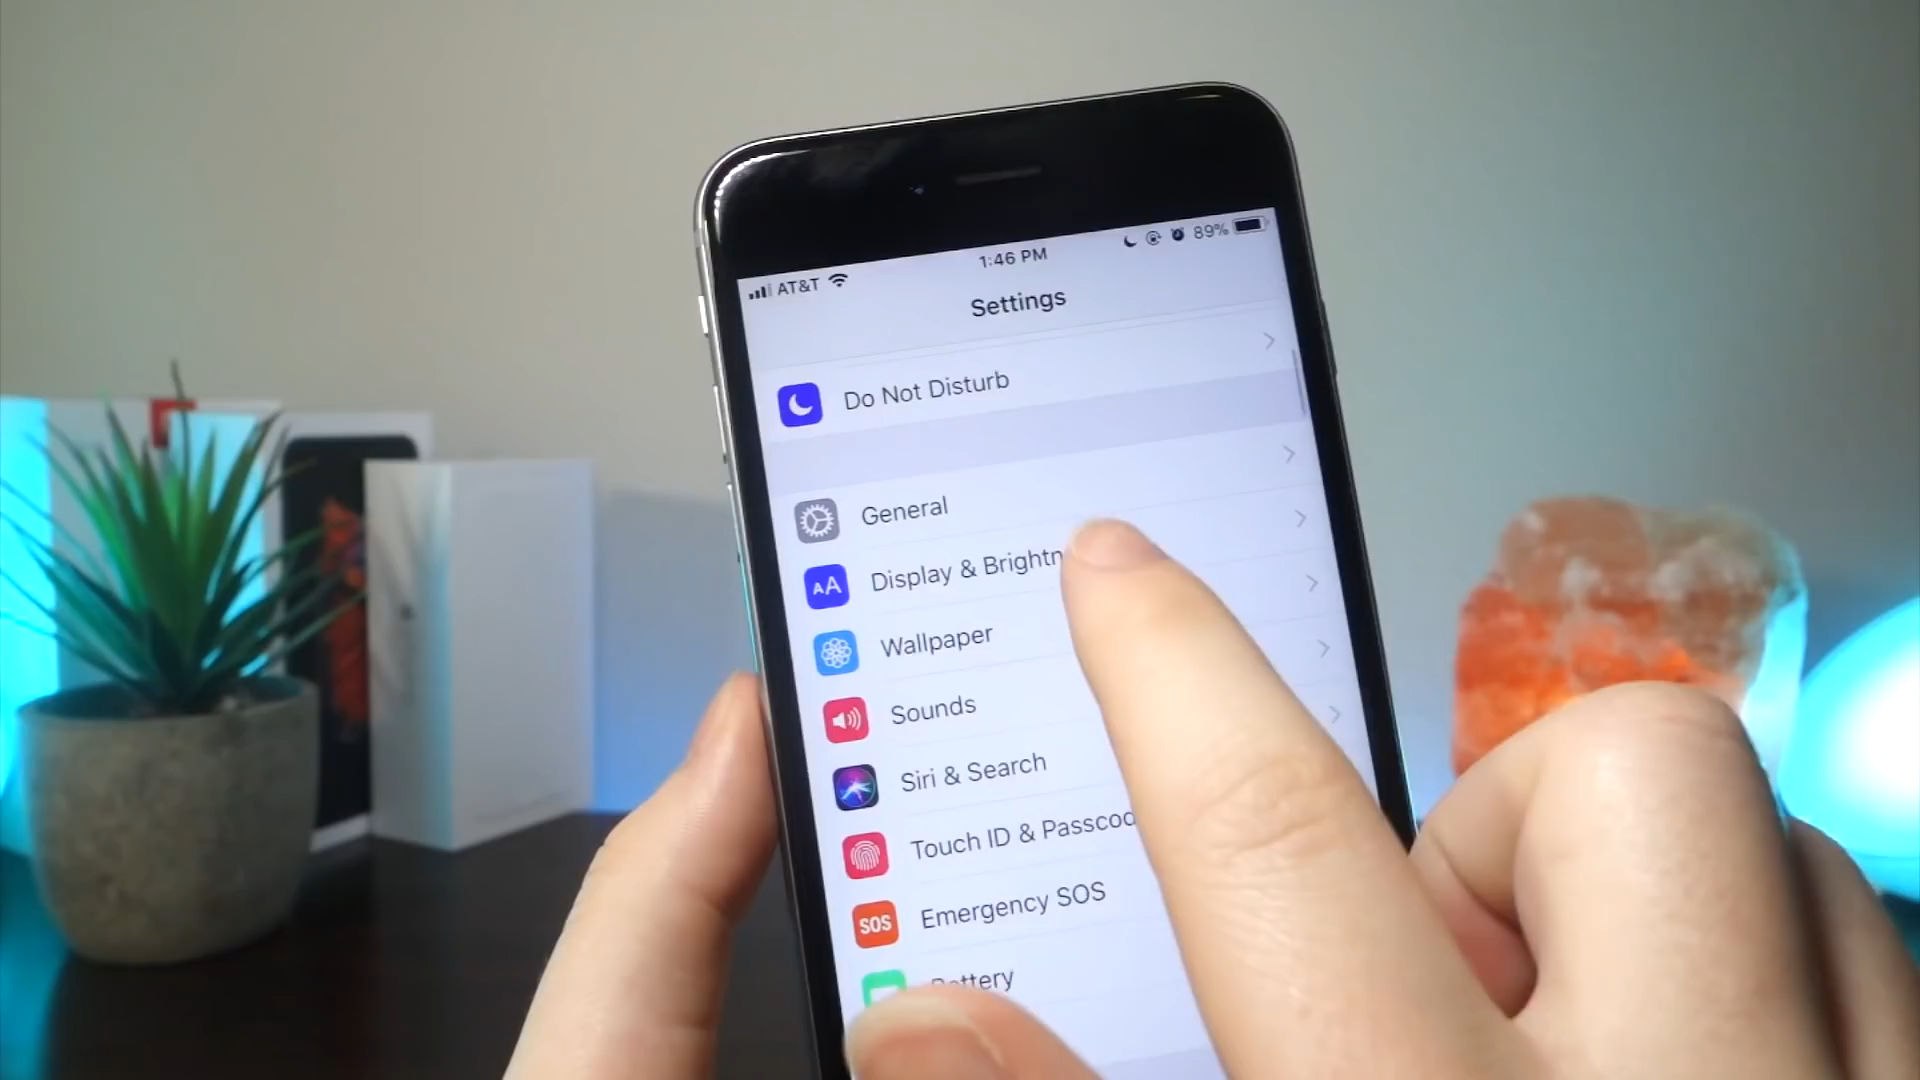 AT&T 1:46 PM 89%
Settings
Do Not Disturb
General
Display & Brightn
Wallpaper
Sounds
Siri & Search
Touch ID & Passcod
SOS Emergency SOS
Battery